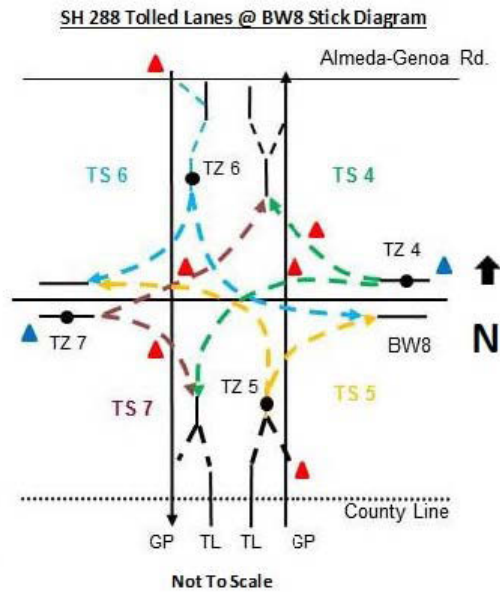 SH 288 Tolled Lanes @ BW8 Stick Diagram
Almeda-Genoa Rd.
TS 6
TZ 6
TS 4
TZ 4
N
TZ 7
BW8
TS 7
TZ 5
TS 5
County Line
GP TL TL GP
Not To Scale